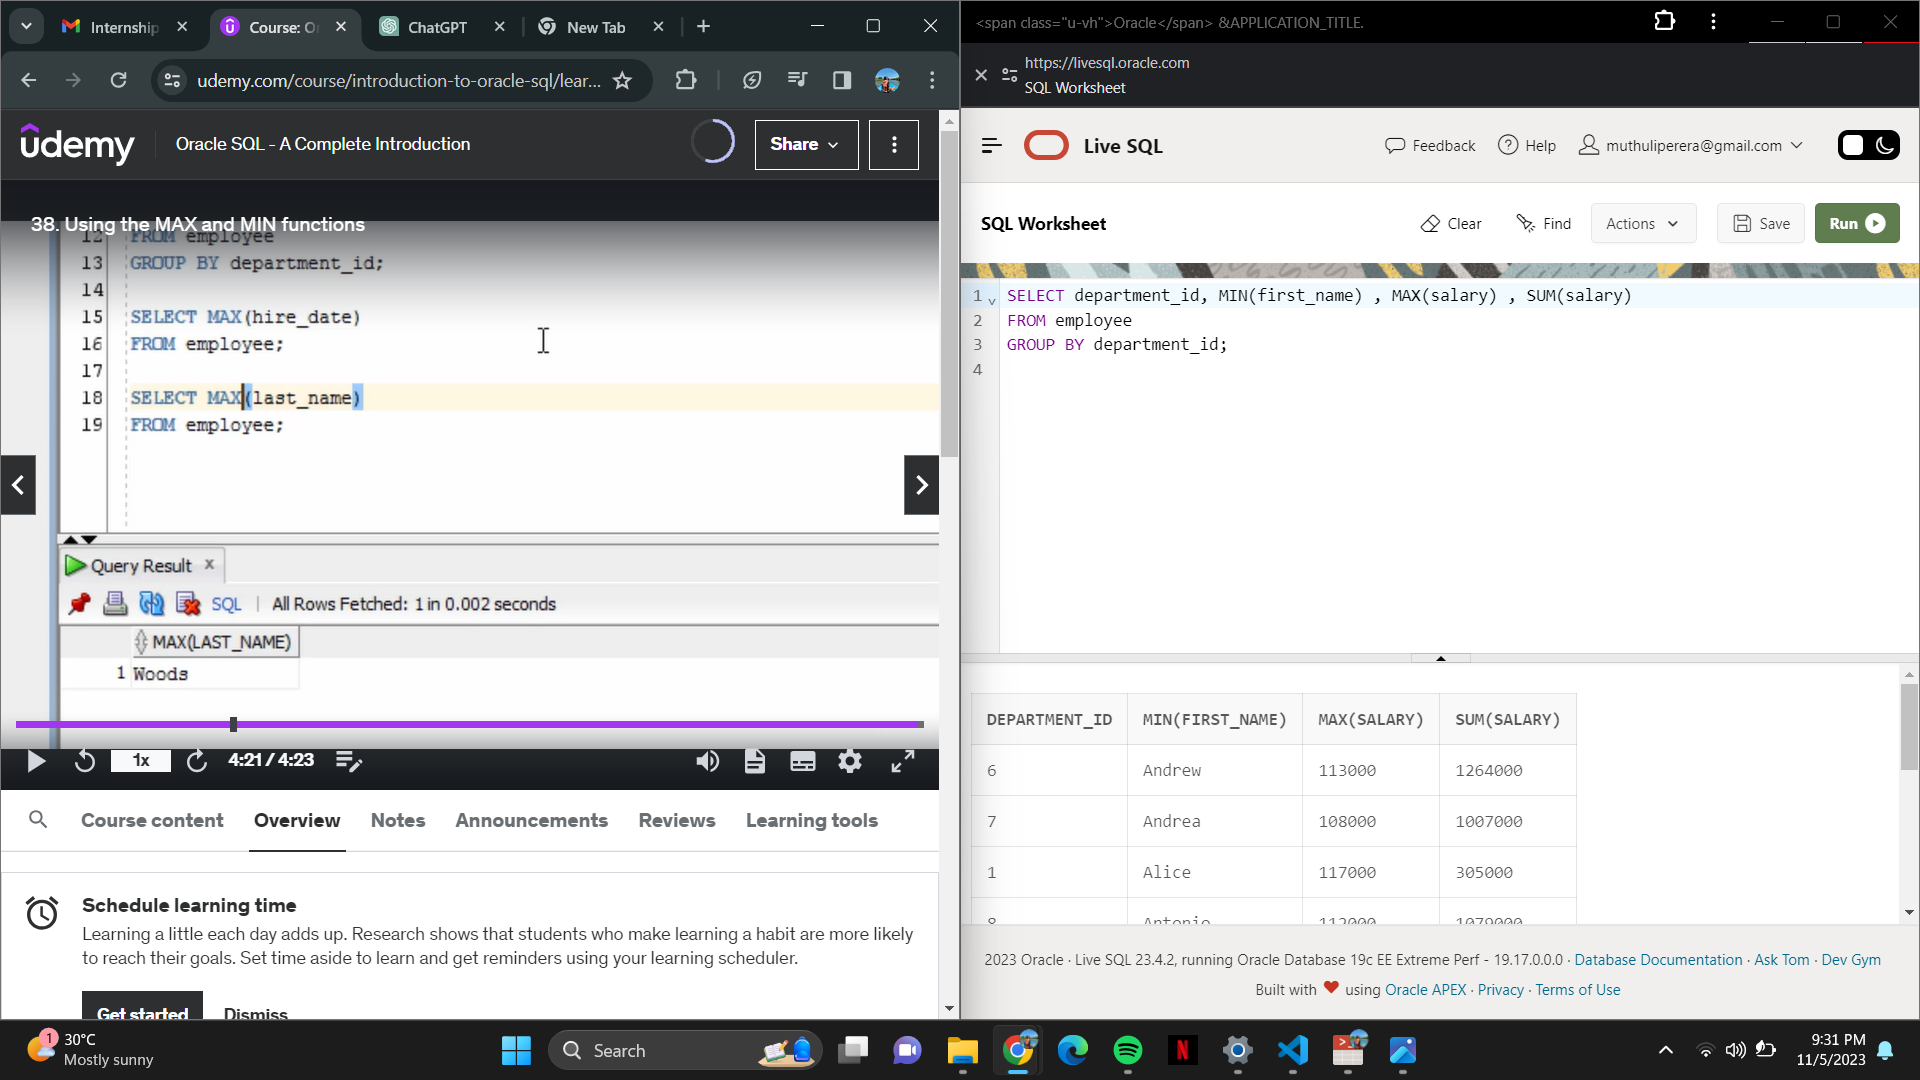 Internship
Course: O
ChatGPT
New Tab
udemy.com/course/introduction-to-oracle-sql/lear...
udemy
Oracle SQL - A Complete Introduction
Share
38. Using the MAX and MIN functions
12 FROM employee
13 GROUP BY department_id;
14
15 SELECT MAX(hire_date)
16 FROM employee;
17
18 SELECT MAX(last_name)
19 FROM employee;
Query Result
SQL | All Rows Fetched: 1 in 0.002 seconds
MAX(LAST_NAME)
1 Woods
1x 4:21 / 4:23
Course content Overview Notes Announcements Reviews Learning tools
Schedule learning time
Learning a little each day adds up. Research shows that students who make learning a habit are more likely
to reach their goals. Set time aside to learn and get reminders using your learning scheduler.
Get started Dismiss
<span class="u-vh">Oracle</span> &APPLICATION_TITLE.
https://livesql.oracle.com
SQL Worksheet
Live SQL
Feedback Help muthuliperera@gmail.com
SQL Worksheet
Clear Find Actions Save Run
1 SELECT department_id, MIN(first_name) , MAX(salary) , SUM(salary)
2 FROM employee
3 GROUP BY department_id;
4
DEPARTMENT_ID MIN(FIRST_NAME) MAX(SALARY) SUM(SALARY)
6 Andrew 113000 1264000
7 Andrea 108000 1007000
1 Alice 117000 305000
8 Antonio 112000 1079000
2023 Oracle · Live SQL 23.4.2, running Oracle Database 19c EE Extreme Perf - 19.17.0.0.0 · Database Documentation · Ask Tom · Dev Gym
Built with ❤ using Oracle APEX · Privacy · Terms of Use
1
30°C
Mostly sunny
Search
9:31 PM
11/5/2023